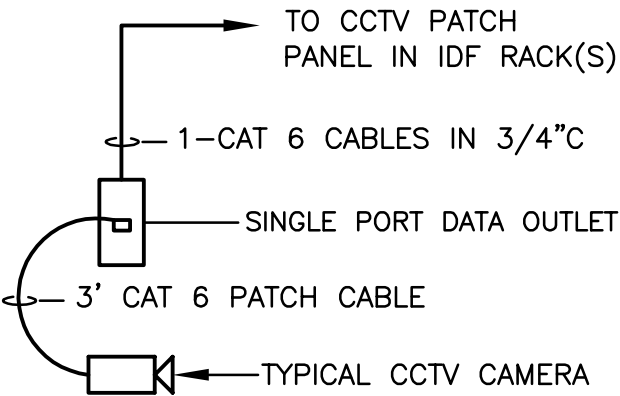 TO CCTV PATCH
PANEL IN IDF RACK(S)
1-CAT 6 CABLES IN 3/4"C
SINGLE PORT DATA OUTLET
3' CAT 6 PATCH CABLE
TYPICAL CCTV CAMERA